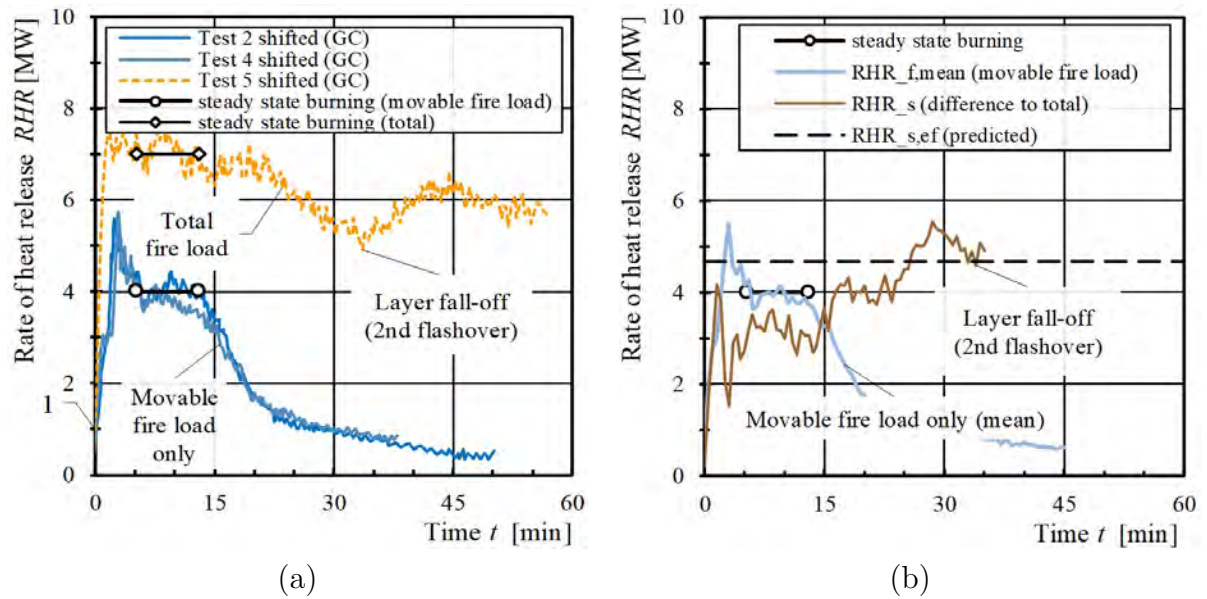 10
8
6
4
2
0
1
Rate of heat release RHR [MW]
Test 2 shifted (GC)
Test 4 shifted (GC)
Test 5 shifted (GC)
steady state burning (movable fire load)
steady state burning (total)
Total
fire load
Layer fall-off
(2nd flashover)
Movable
fire load
only
0 15 30 45 60
Time t [min]
(a)
10
8
6
4
2
0
Rate of heat release RHR [MW]
steady state burning
RHR_f,mean (movable fire load)
RHR_s (difference to total)
RHR_s,ef (predicted)
Layer fall-off
(2nd flashover)
Movable fire load only (mean)
0 15 30 45 60
Time t [min]
(b)